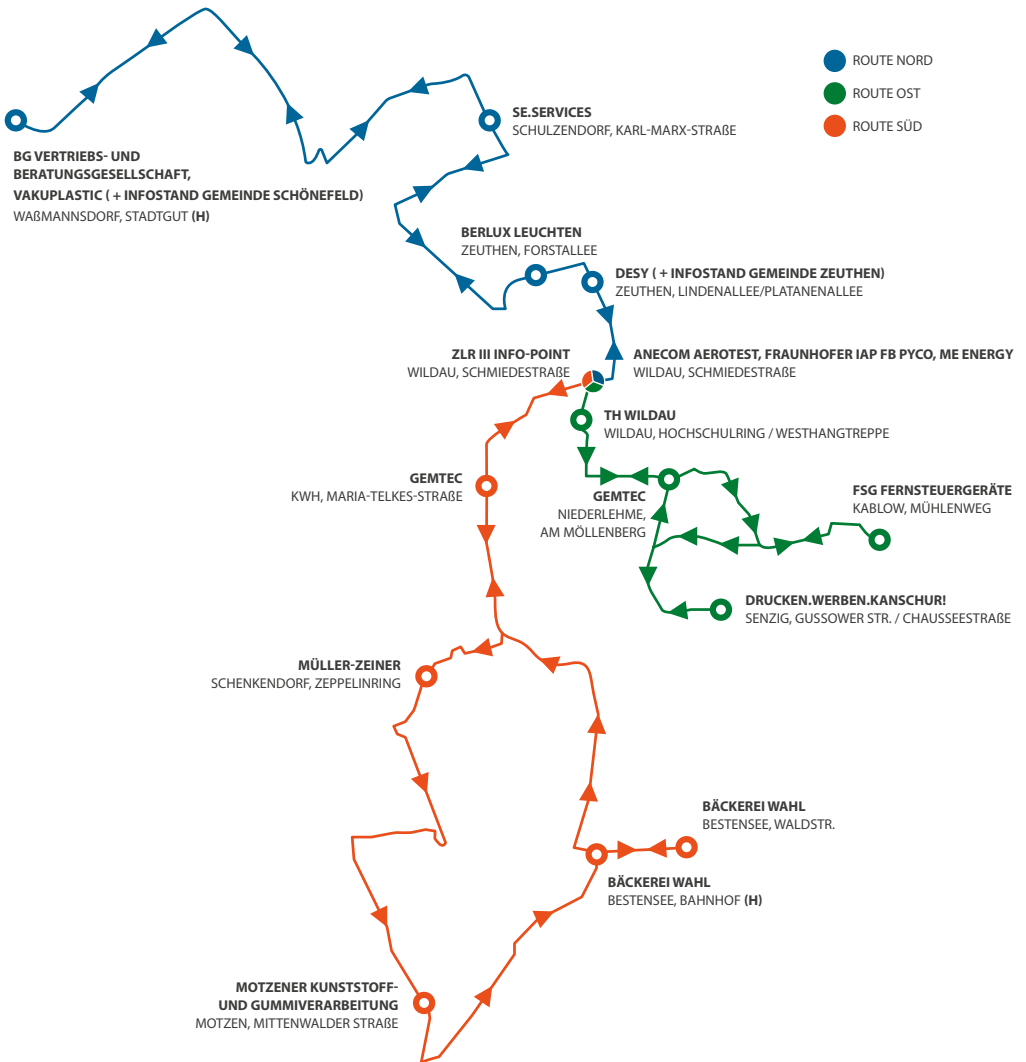 ROUTE NORD
ROUTE OST
ROUTE SÜD
SE.SERVICES
SCHULZENDORF, KARL-MARX-STRAßE
BG VERTRIEBS- UND
BERATUNGSGESELLSCHAFT,
VAKUPLASTIC ( + INFOSTAND GEMEINDE SCHÖNEFELD)
WAßMANNSDORF, STADTGUT (H)
BERLUX LEUCHTEN
ZEUTHEN, FORSTALLEE
DESY ( + INFOSTAND GEMEINDE ZEUTHEN)
ZEUTHEN, LINDENALLEE/PLATANENALLEE
ZLR III INFO-POINT
WILDAU, SCHMIEDESTRAßE
ANECOM AEROTEST, FRAUNHOFER IAP FB PYCO, ME ENERGY
WILDAU, SCHMIEDESTRAßE
TH WILDAU
WILDAU, HOCHSCHULRING / WESTHANGTREPPE
GEMTEC
KWH, MARIA-TELKES-STRAßE
GEMTEC
NIEDERLEHME,
AM MÖLLENBERG
FSG FERNSTEUERGERÄTE
KABLOW, MÜHLENWEG
DRUCKEN.WERBEN.KANSCHUR!
SENZIG, GUSSOWER STR. / CHAUSSEESTRAßE
MÜLLER-ZEINER
SCHENKENDORF, ZEPPELINRING
BÄCKEREI WAHL
BESTENSEE, WALDSTR.
BÄCKEREI WAHL
BESTENSEE, BAHNHOF (H)
MOTZENER KUNSTSTOFF-
UND GUMMIVERARBEITUNG
MOTZEN, MITTENWALDER STRAßE